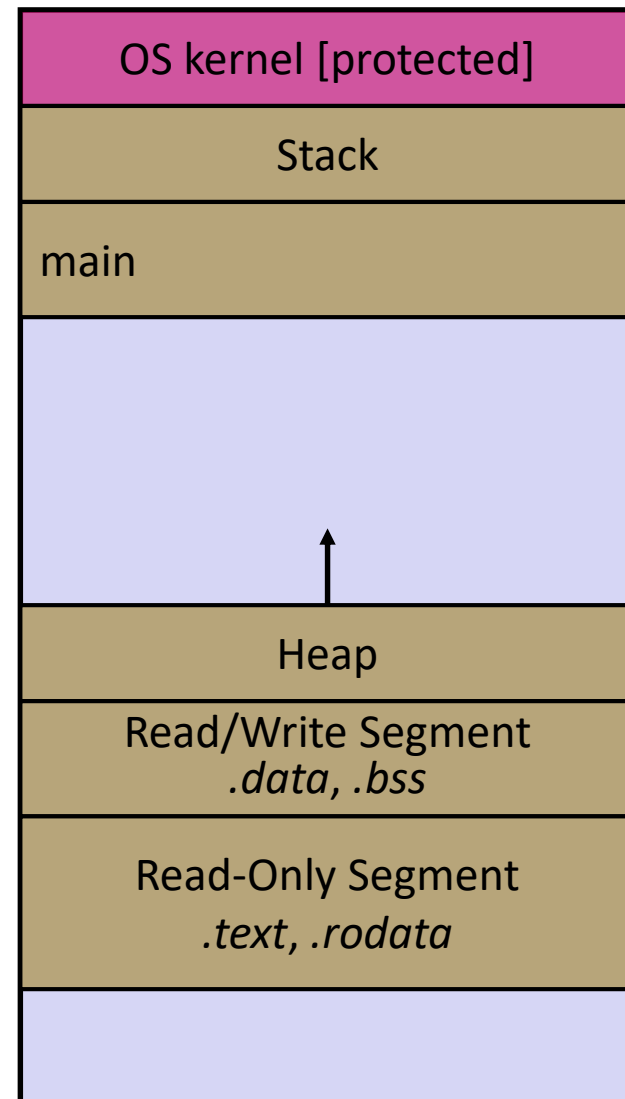 OS kernel [protected]
Stack
main
Heap
Read/Write Segment
.data, .bss
Read-Only Segment
.text, .rodata